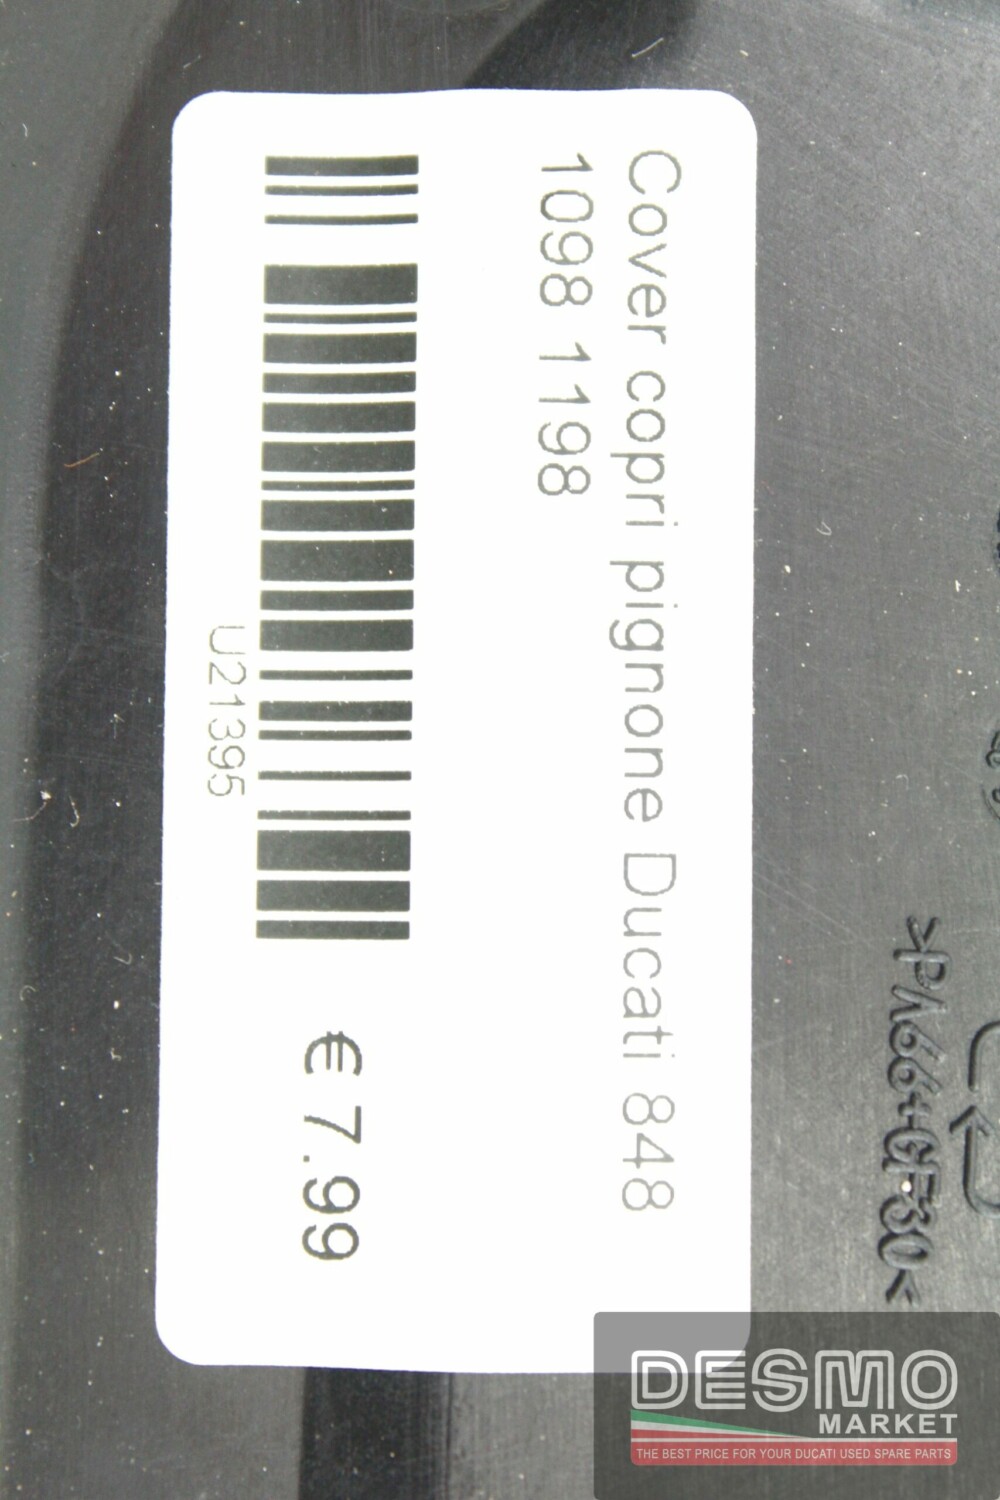 Cover copri pignone Ducati 848
1098 1198
U21395
€ 7.99
>PA66+GF30<
DESMO
MARKET
THE BEST PRICE FOR YOUR DUCATI USED SPARE PARTS